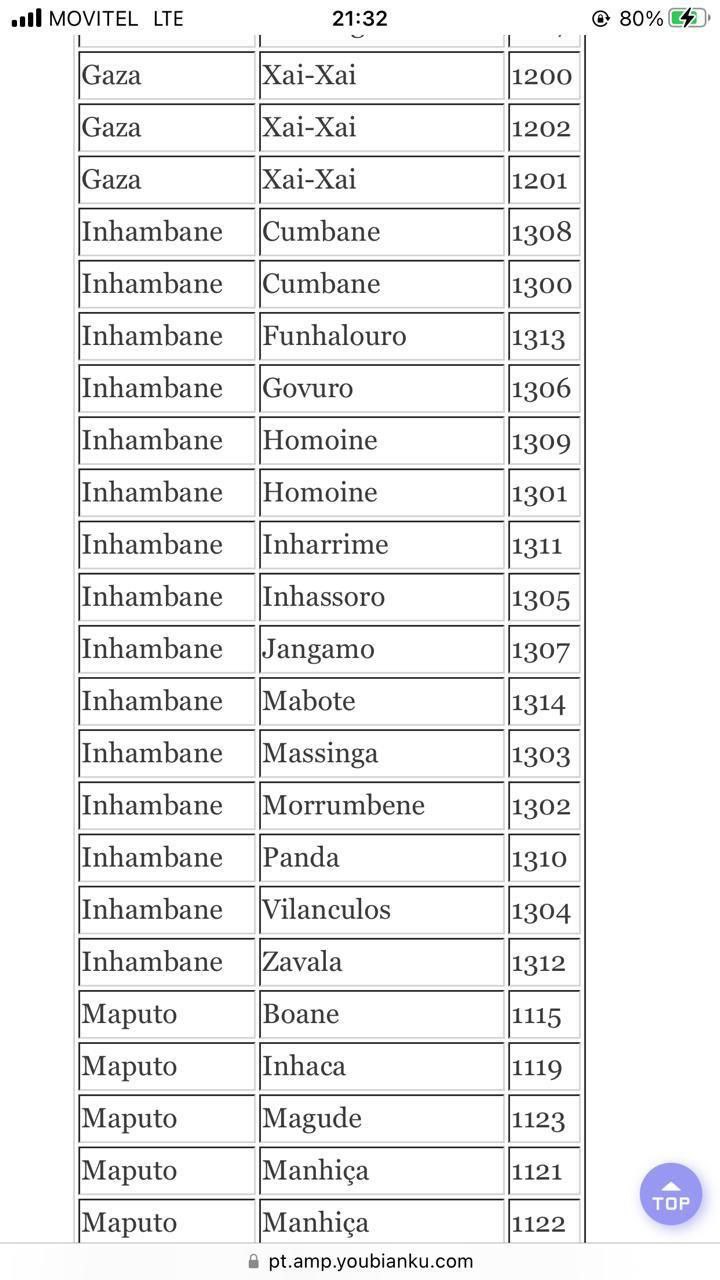 MOVITEL LTE 21:32 80%
Gaza Xai-Xai 1200
Gaza Xai-Xai 1202
Gaza Xai-Xai 1201
Inhambane Cumbane 1308
Inhambane Cumbane 1300
Inhambane Funhalouro 1313
Inhambane Govuro 1306
Inhambane Homoine 1309
Inhambane Homoine 1301
Inhambane Inharrime 1311
Inhambane Inhassoro 1305
Inhambane Jangamo 1307
Inhambane Mabote 1314
Inhambane Massinga 1303
Inhambane Morrumbene 1302
Inhambane Panda 1310
Inhambane Vilanculos 1304
Inhambane Zavala 1312
Maputo Boane 1115
Maputo Inhaca 1119
Maputo Magude 1123
Maputo Manhiça 1121
Maputo Manhiça 1122
TOP
pt.amp.youbianku.com